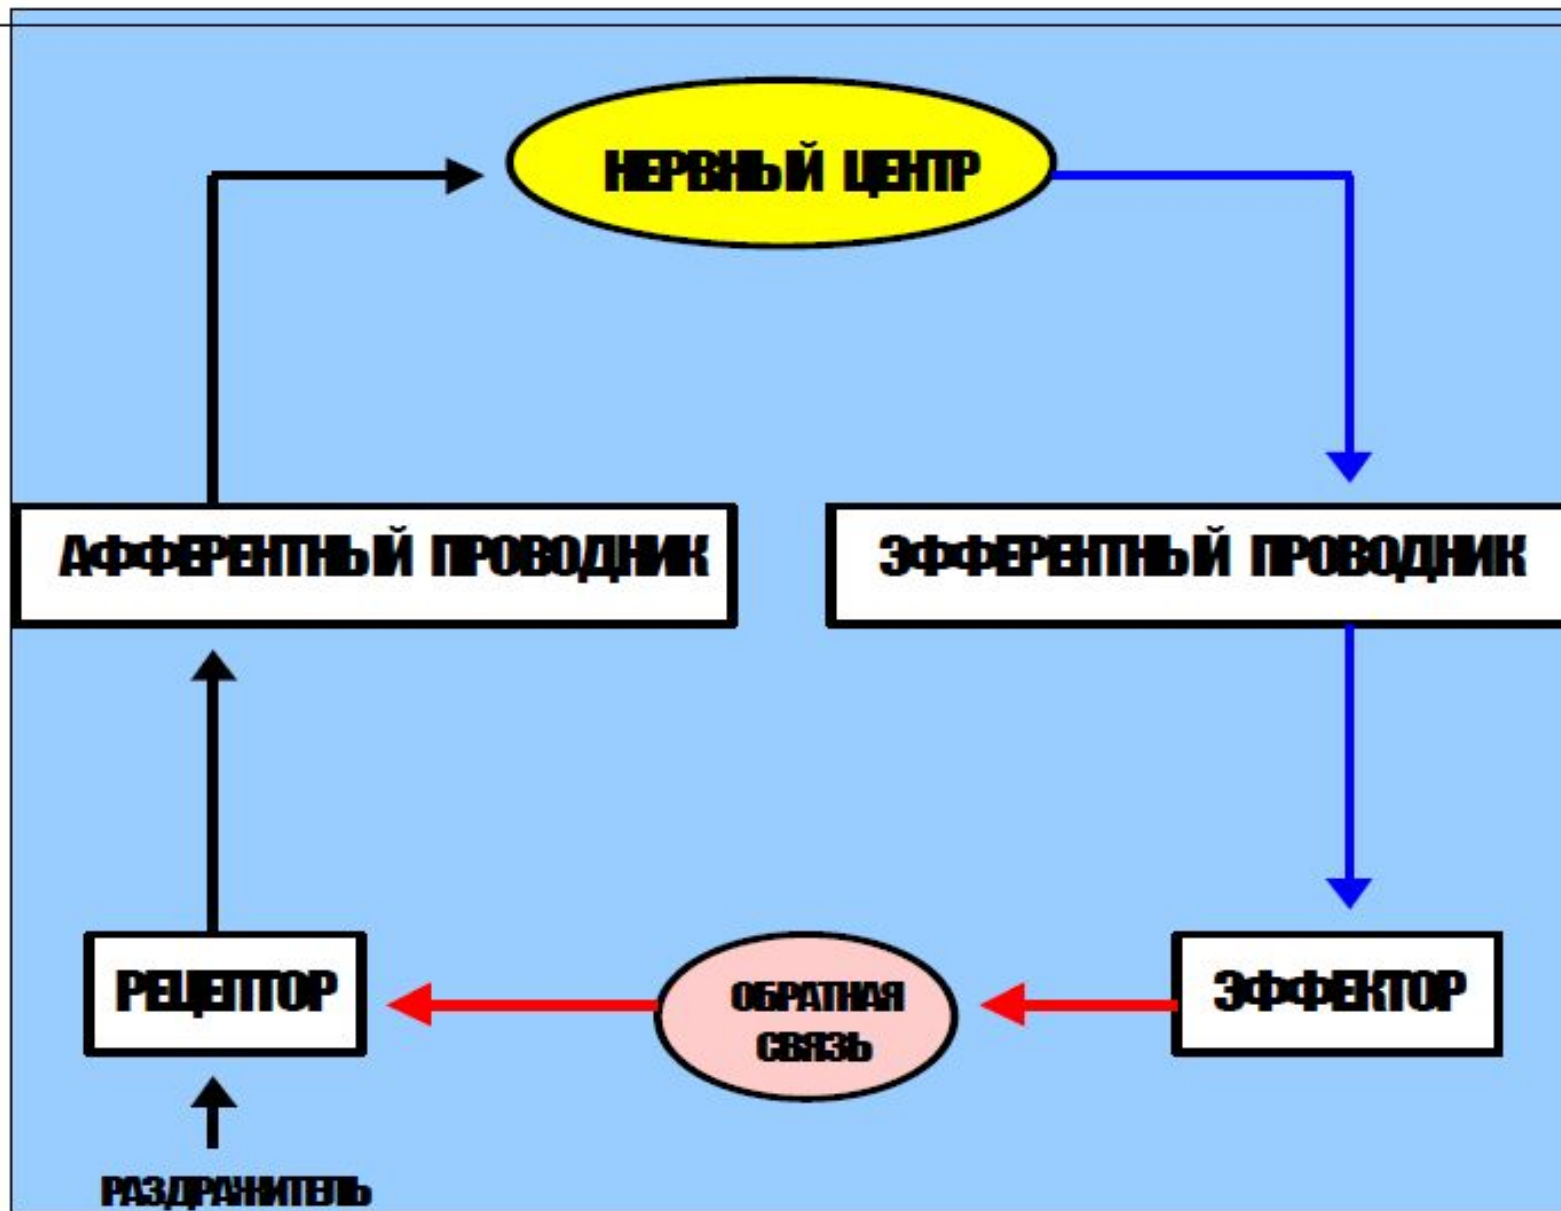 НЕРВНЫЙ ЦЕНТР
АФФЕРЕНТНЫЙ ПРОВОДНИК
ЭФФЕРЕНТНЫЙ ПРОВОДНИК
РЕЦЕПТОР
ОБРАТНАЯ
СВЯЗЬ
ЭФФЕКТОР
РАЗДРАЖИТЕЛЬ